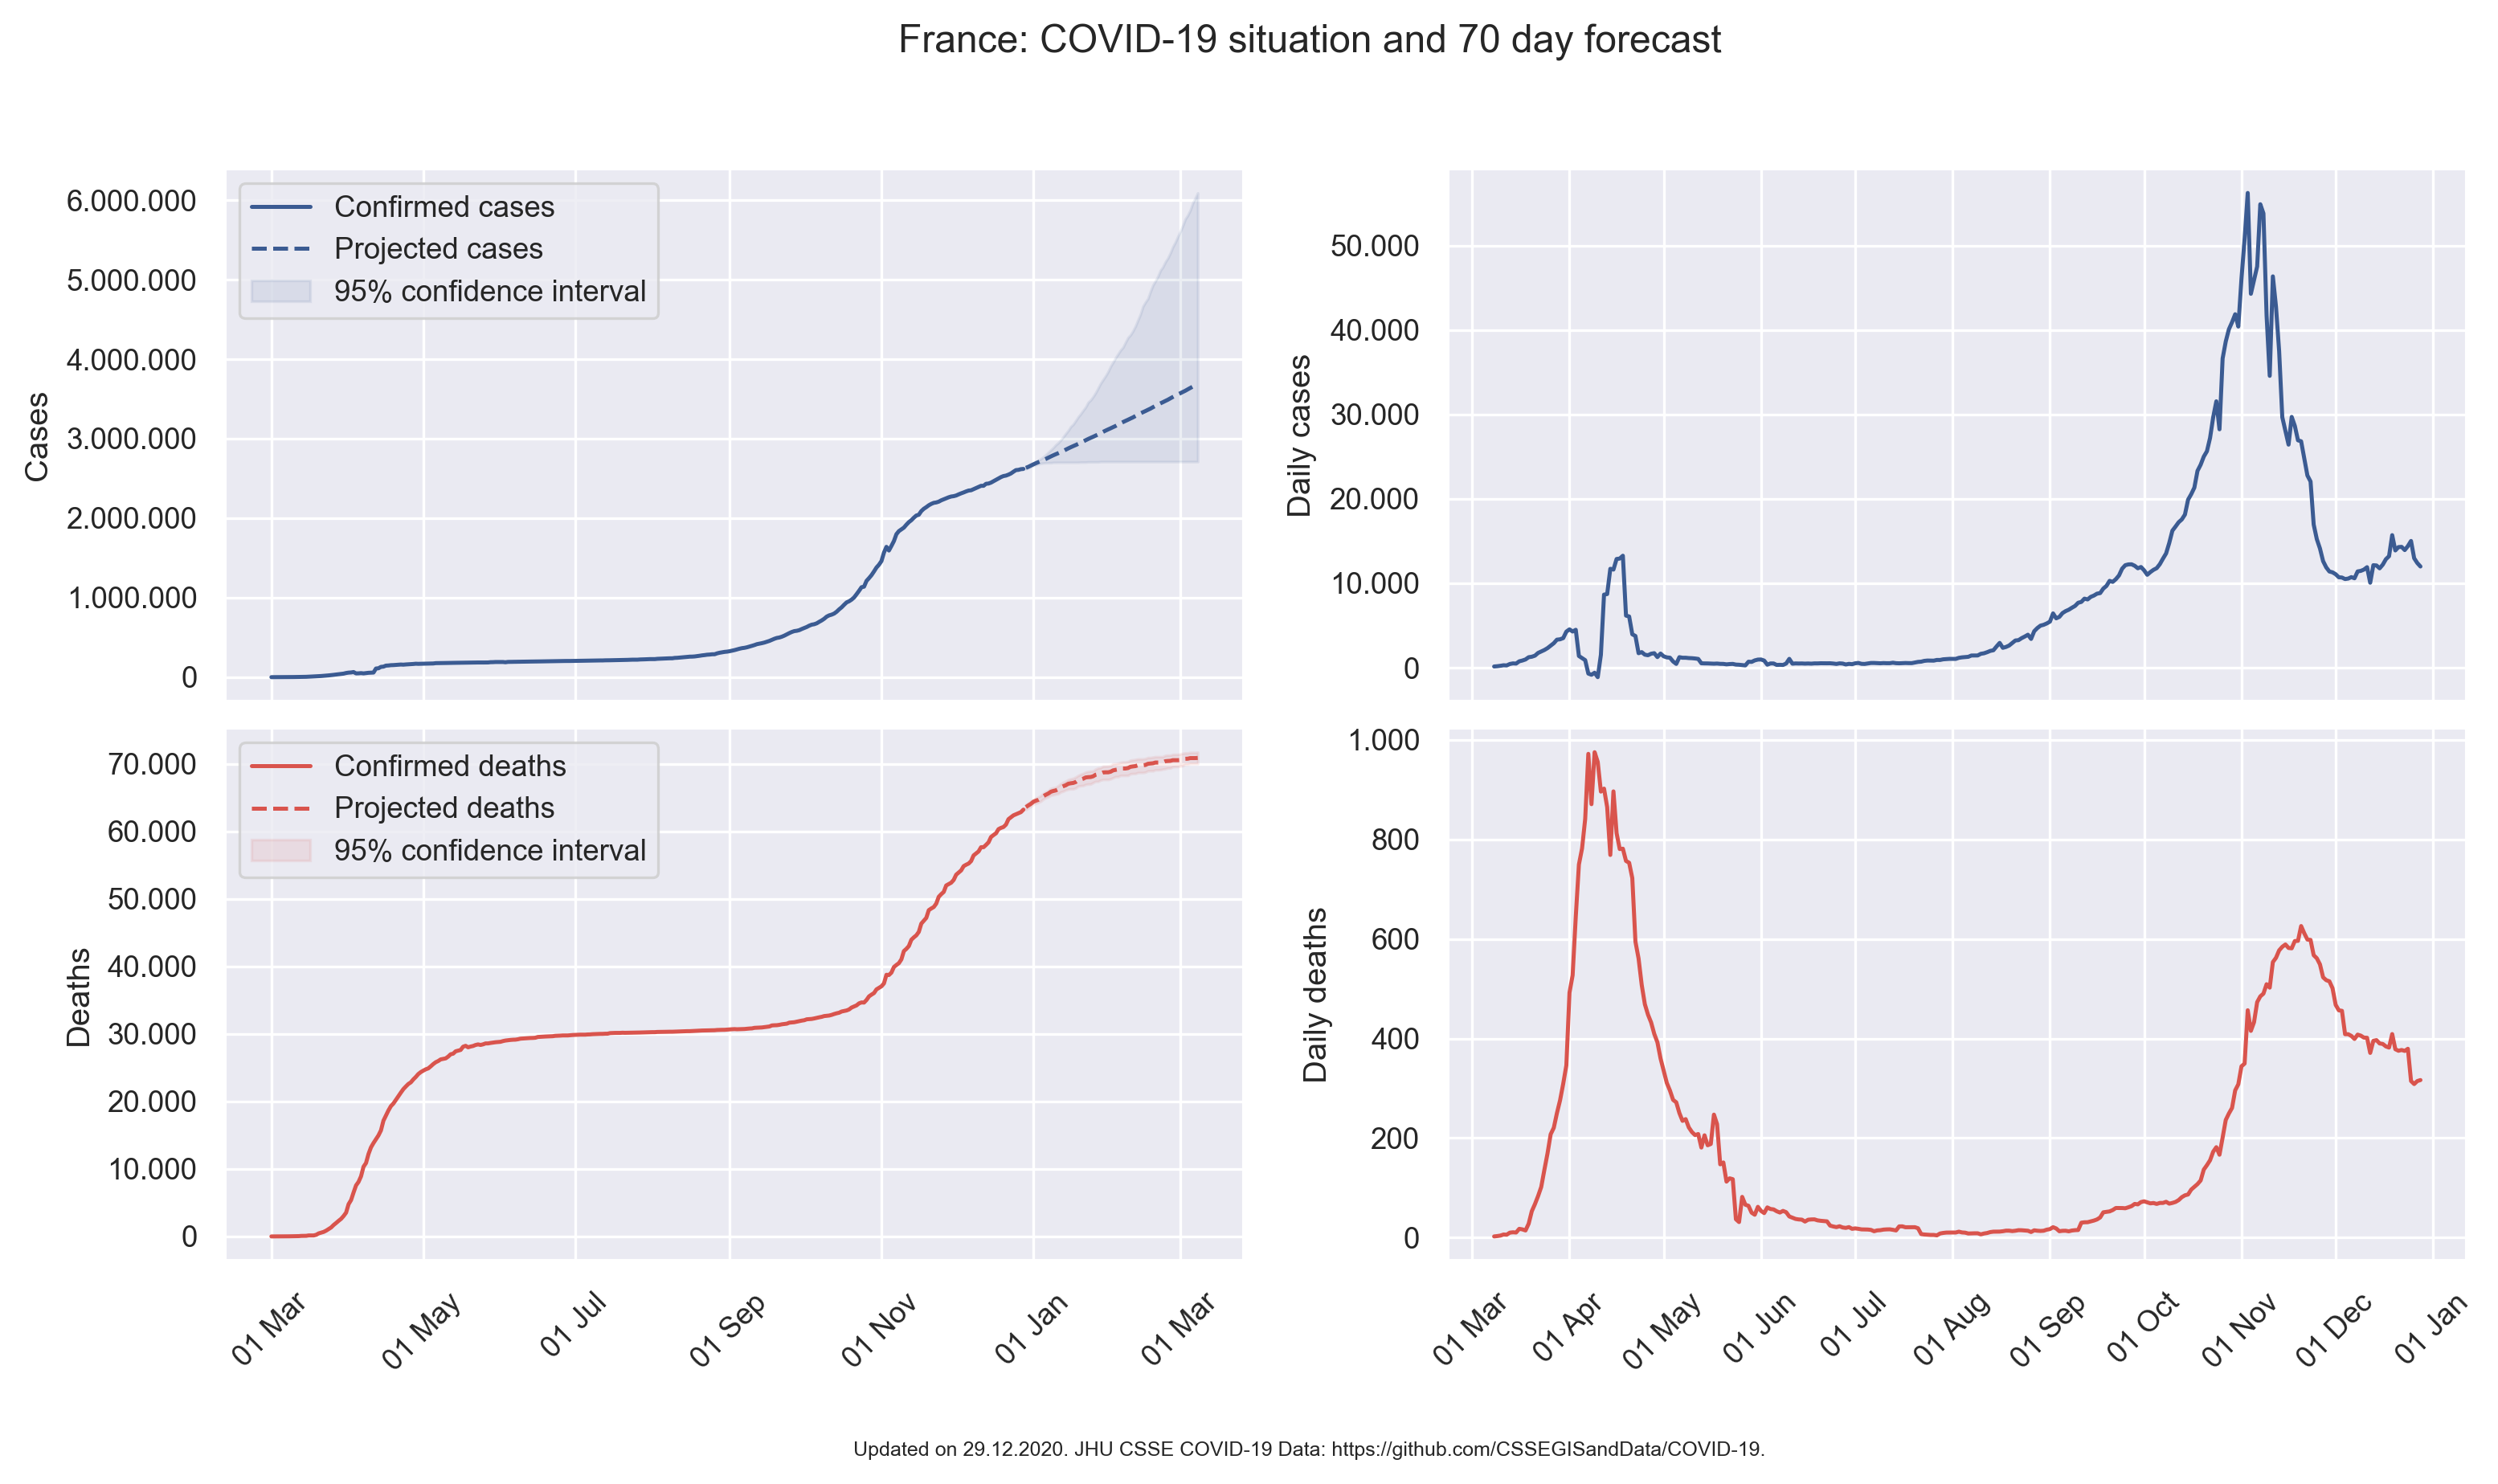 France: COVID-19 situation and 70 day forecast
Cases
6.000.000
5.000.000
4.000.000
3.000.000
2.000.000
1.000.000
0
Confirmed cases
Projected cases
95% confidence interval
Daily cases
50.000
40.000
30.000
20.000
10.000
0
Deaths
70.000
60.000
50.000
40.000
30.000
20.000
10.000
0
Confirmed deaths
Projected deaths
95% confidence interval
01 Mar
01 May
01 Jul
01 Sep
01 Nov
01 Jan
01 Mar
Daily deaths
1.000
800
600
400
200
0
01 Mar
01 Apr
01 May
01 Jun
01 Jul
01 Aug
01 Sep
01 Oct
01 Nov
01 Dec
01 Jan
Updated on 29.12.2020. JHU CSSE COVID-19 Data: https://github.com/CSSEGISandData/COVID-19.